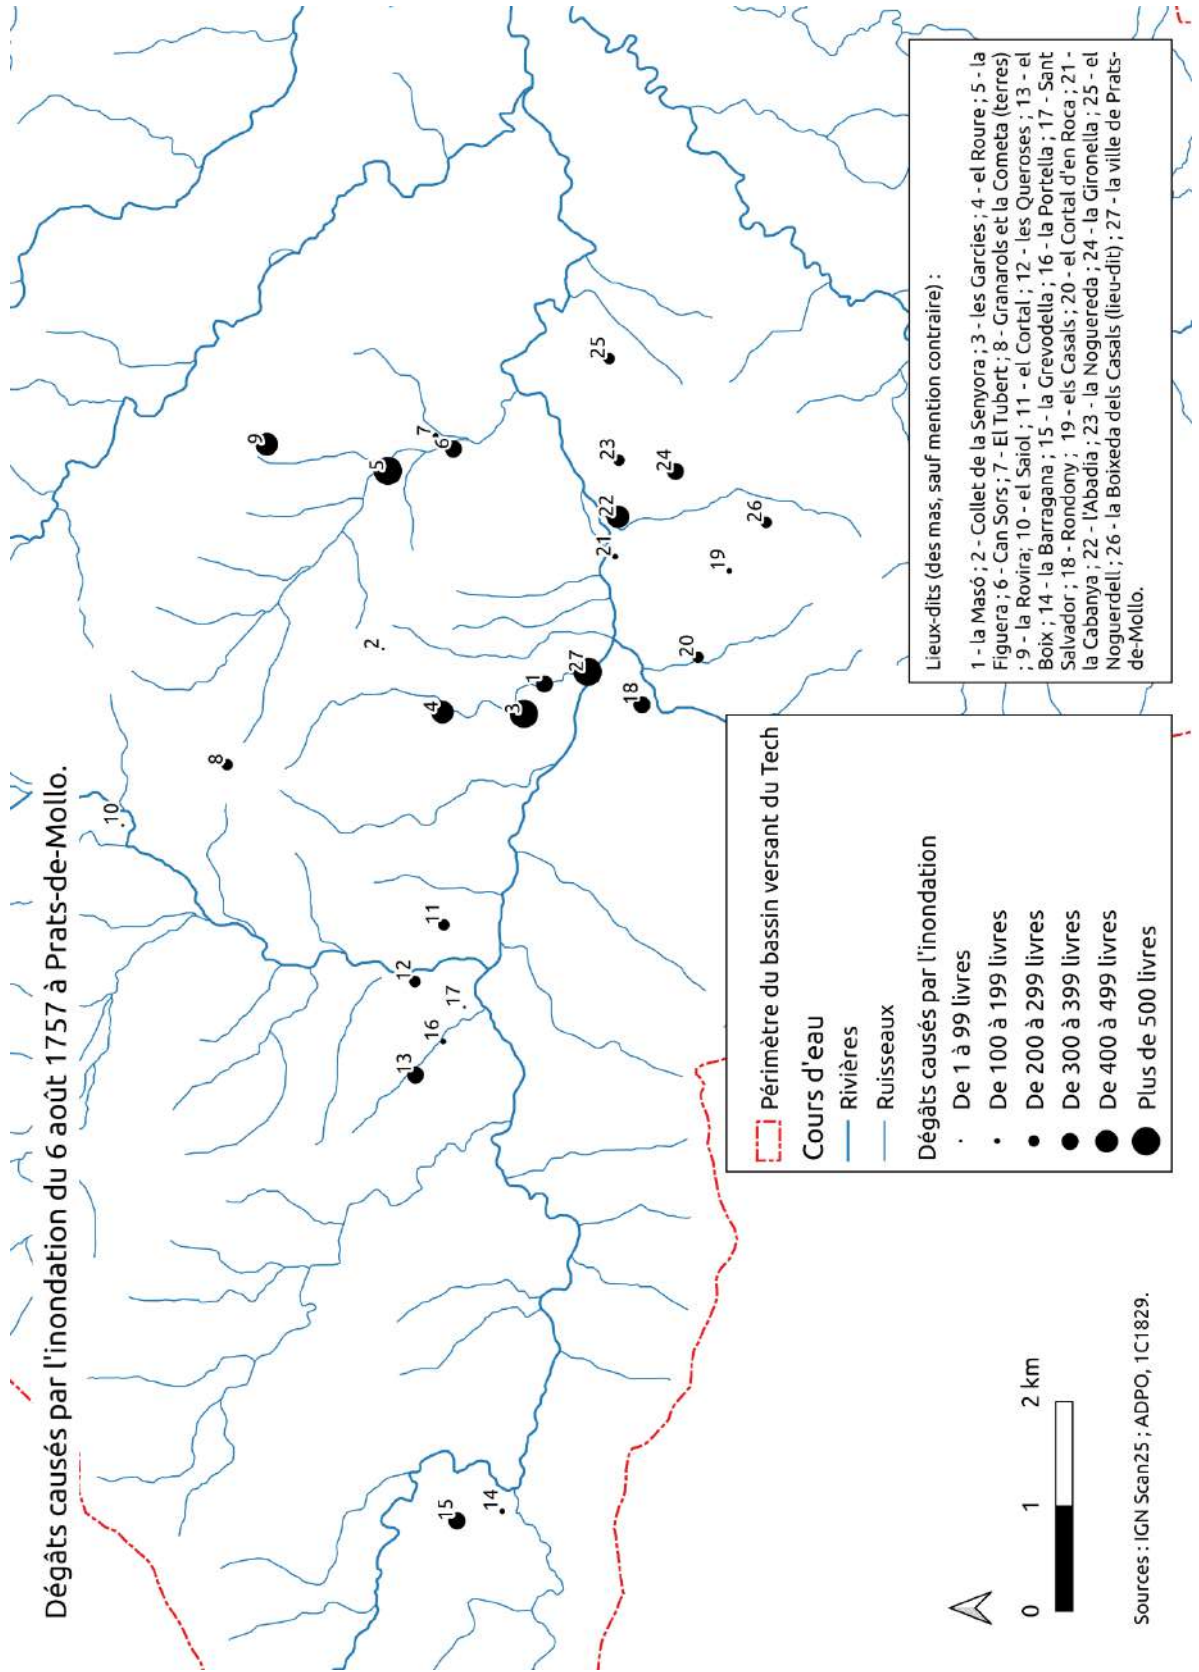 Dégâts causés par l'inondation du 6 août 1757 à Prats-de-Mollo.
10
8
9
2
5
7
6
4
3
1
27
12
11
13
16
17
15
14
18
20
21
22
23
24
25
19
26
Périmètre du bassin versant du Tech
Cours d'eau
Rivières
Ruisseaux
Dégâts causés par l'inondation
De 1 à 99 livres
De 100 à 199 livres
De 200 à 299 livres
De 300 à 399 livres
De 400 à 499 livres
Plus de 500 livres
Lieux-dits (des mas, sauf mention contraire) :
1 - la Masó ; 2 - Collet de la Senyora ; 3 - les Garcies ; 4 - el Roure ; 5 - la
Figuera ; 6 - Can Sors ; 7 - El Tubert ; 8 - Granarols et la Cometa (terres)
; 9 - la Rovira; 10 - el Saiol ; 11 - el Cortal ; 12 - les Queroses ; 13 - el
Boix ; 14 - la Barragana ; 15 - la Grevodella ; 16 - la Portella ; 17 - Sant
Salvador ; 18 - Rondony ; 19 - els Casals ; 20 - el Cortal d'en Roca ; 21 -
la Cabanya ; 22 - l'Abadia ; 23 - la Noguereda ; 24 - la Gironella ; 25 - el
Noguerdell ; 26 - la Boixeda dels Casals (lieu-dit) ; 27 - la ville de Prats-
de-Mollo.
0 1 2 km
Sources : IGN Scan25 ; ADPO, 1C1829.